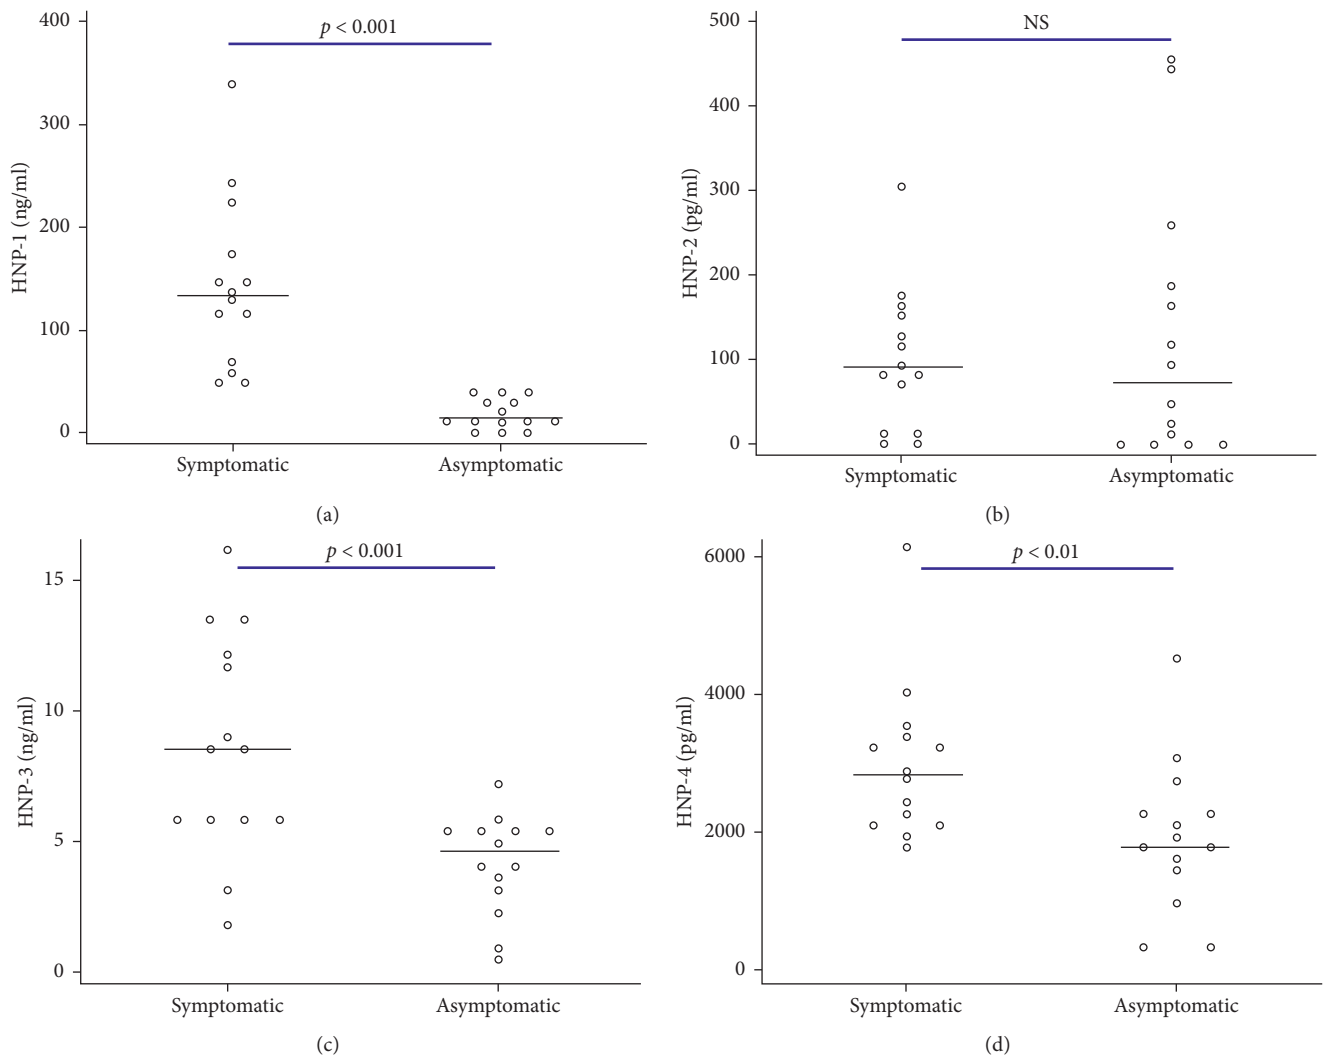 p < 0.001
400
300
200
100
0
HNP-1 (ng/ml)
Symptomatic
Asymptomatic
(a)
NS
500
400
300
200
100
0
HNP-2 (pg/ml)
Symptomatic
Asymptomatic
(b)
p < 0.001
15
10
5
0
HNP-3 (ng/ml)
Symptomatic
Asymptomatic
(c)
p < 0.01
6000
4000
2000
0
HNP-4 (pg/ml)
Symptomatic
Asymptomatic
(d)